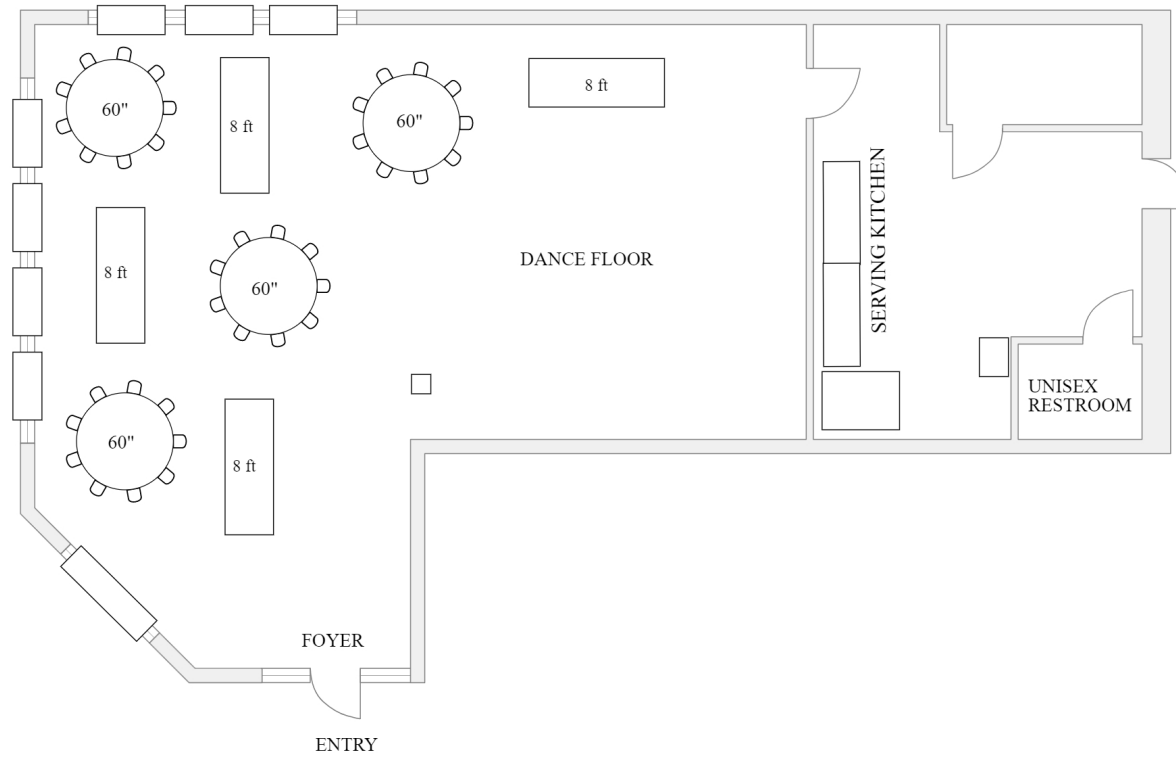 60"
8 ft
60"
8 ft
8 ft
60"
DANCE FLOOR
SERVING KITCHEN
60"
8 ft
UNISEX
RESTROOM
FOYER
ENTRY